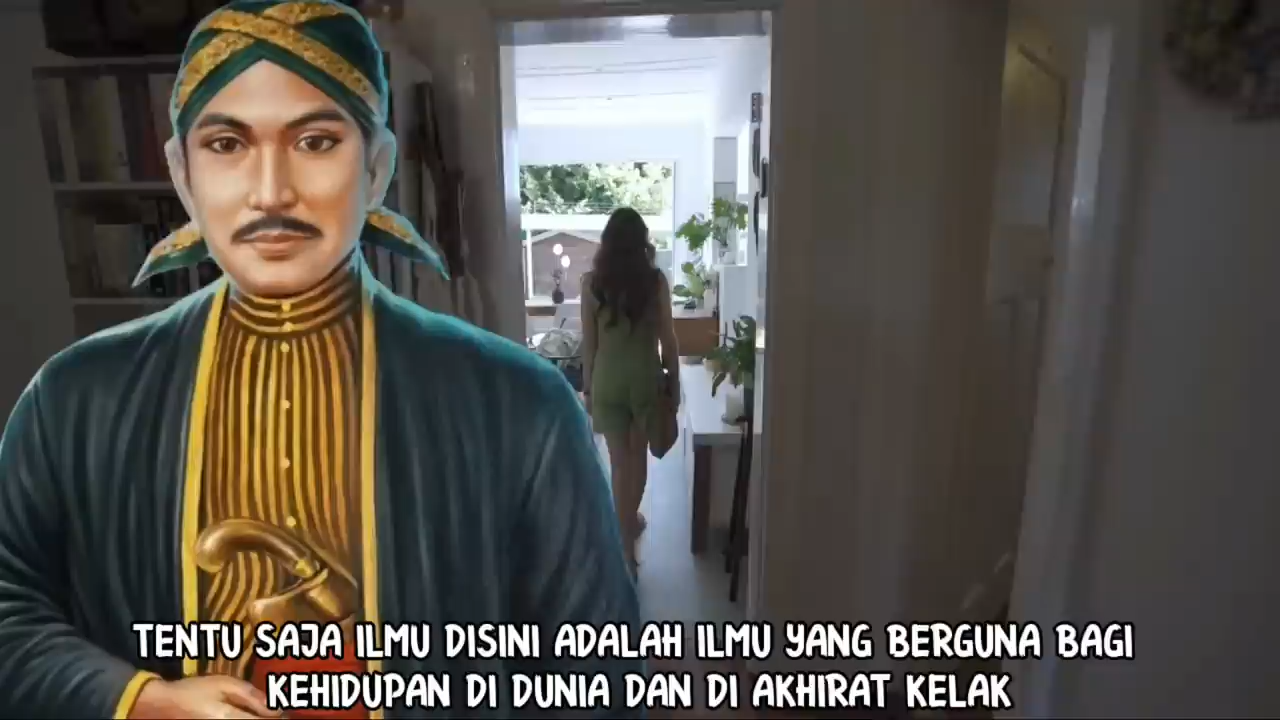 TENTU SAJA ILMU DISINI ADALAH ILMU YANG BERGUNA BAGI
KEHIDUPAN DI DUNIA DAN DI AKHIRAT KELAK